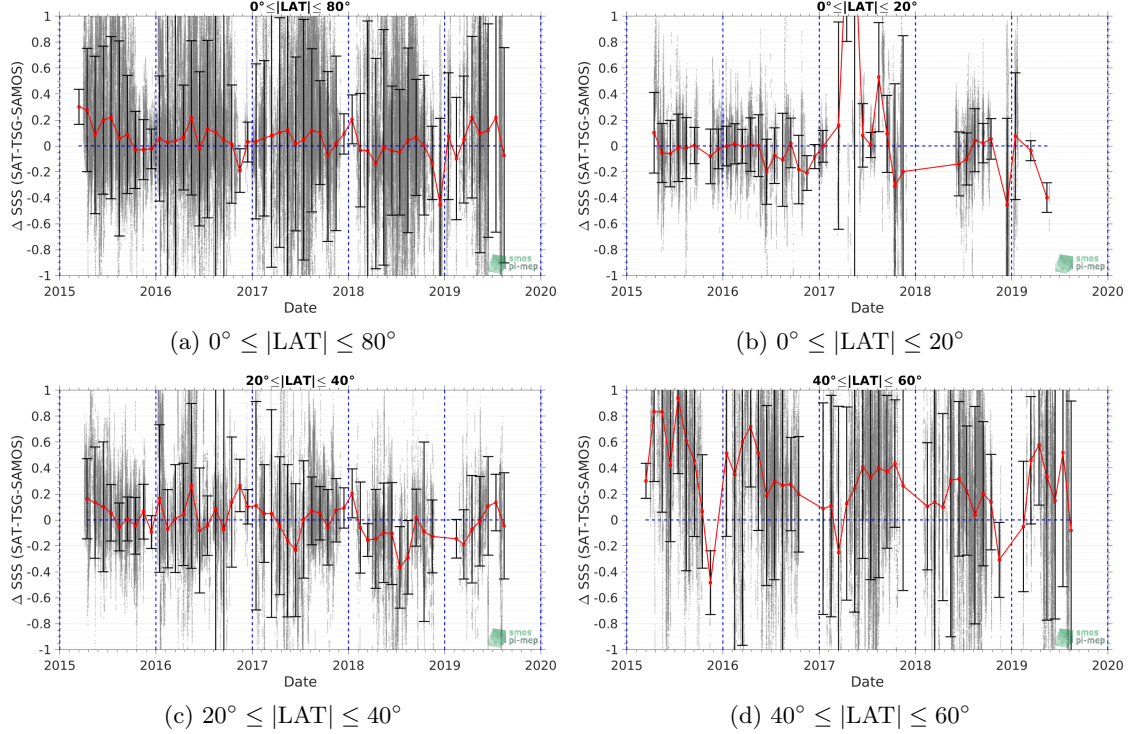 0°≤|LAT|≤ 80°
Δ SSS (SAT-TSG-SAMOS)
1
0.8
0.6
0.4
0.2
0
-0.2
-0.4
-0.6
-0.8
-1
2015 2016 2017 2018 2019 2020
Date
smos
pi-mep
(a) 0° ≤ |LAT| ≤ 80°
0°≤|LAT|≤ 20°
Δ SSS (SAT-TSG-SAMOS)
1
0.8
0.6
0.4
0.2
0
-0.2
-0.4
-0.6
-0.8
-1
2015 2016 2017 2018 2019 2020
Date
smos
pi-mep
(b) 0° ≤ |LAT| ≤ 20°
20°≤|LAT|≤ 40°
Δ SSS (SAT-TSG-SAMOS)
1
0.8
0.6
0.4
0.2
0
-0.2
-0.4
-0.6
-0.8
-1
2015 2016 2017 2018 2019 2020
Date
smos
pi-mep
(c) 20° ≤ |LAT| ≤ 40°
40°≤|LAT|≤ 60°
Δ SSS (SAT-TSG-SAMOS)
1
0.8
0.6
0.4
0.2
0
-0.2
-0.4
-0.6
-0.8
-1
2015 2016 2017 2018 2019 2020
Date
smos
pi-mep
(d) 40° ≤ |LAT| ≤ 60°